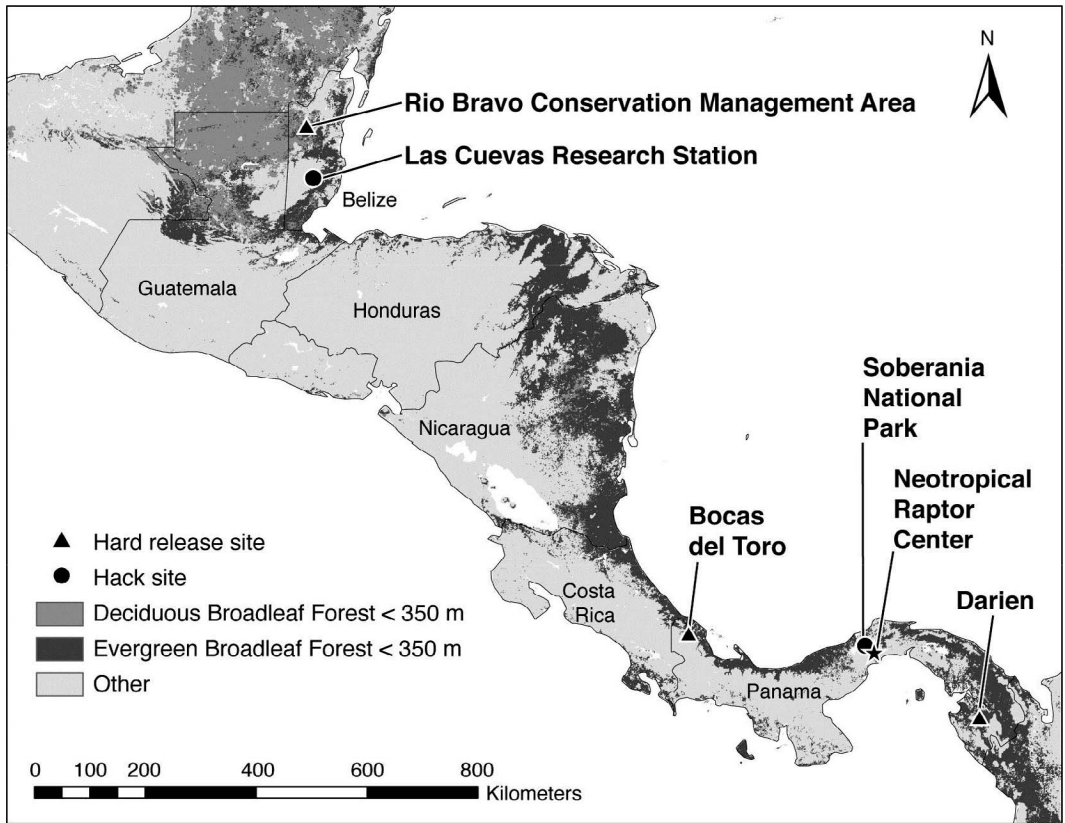 N
Rio Bravo Conservation Management Area
Las Cuevas Research Station
Belize
Guatemala
Honduras
Soberania
National
Park
Nicaragua
Neotropical
Raptor
Center
Bocas
del Toro
Hard release site
Hack site
Costa
Rica
Darien
Deciduous Broadleaf Forest < 350 m
Evergreen Broadleaf Forest < 350 m
Other
Panama
0 100 200 400 600 800
Kilometers